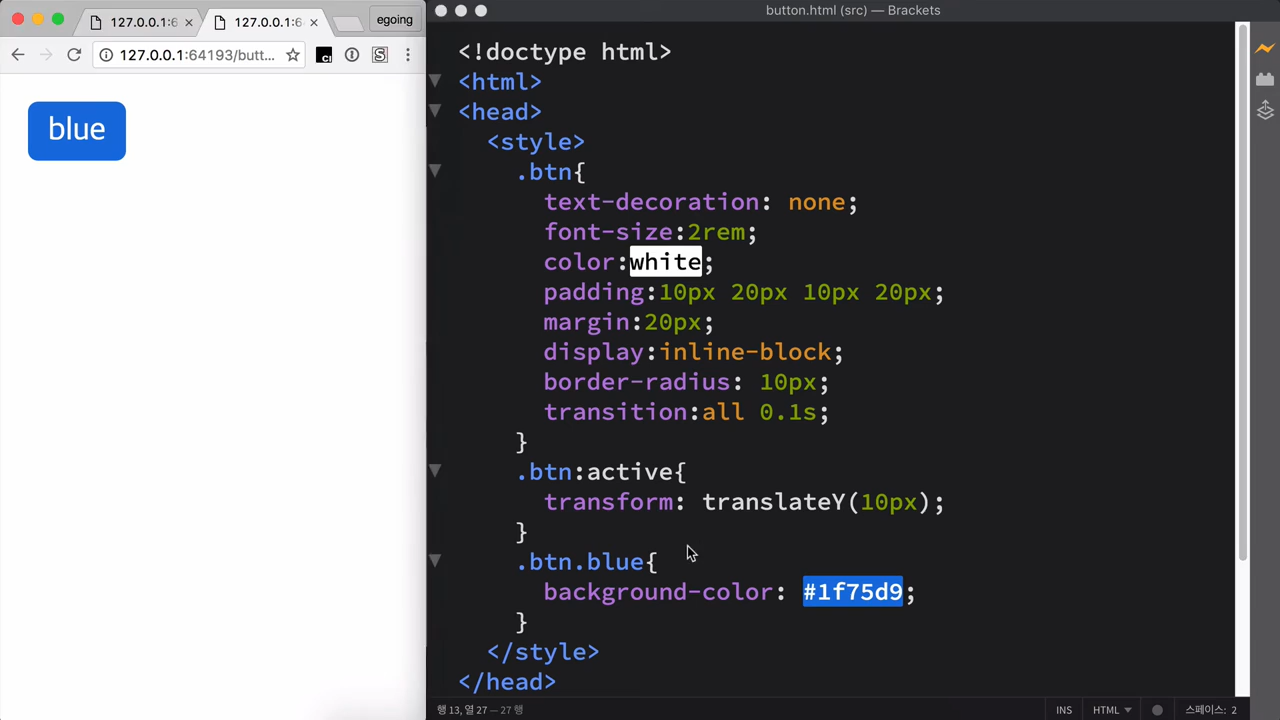 127.0.0.1:6
127.0.0.1:6
egoing
127.0.0.1:64193/butt...
blue
button.html (src) — Brackets
<!doctype html>
<html>
<head>
<style>
.btn{
text-decoration: none;
font-size:2rem;
color:white;
padding:10px 20px 10px 20px;
margin:20px;
display:inline-block;
border-radius: 10px;
transition:all 0.1s;
}
.btn:active{
transform: translateY(10px);
}
.btn.blue{
background-color: #1f75d9;
}
</style>
</head>
행 13, 열 27 — 27 행
INS
HTML
스페이스: 2